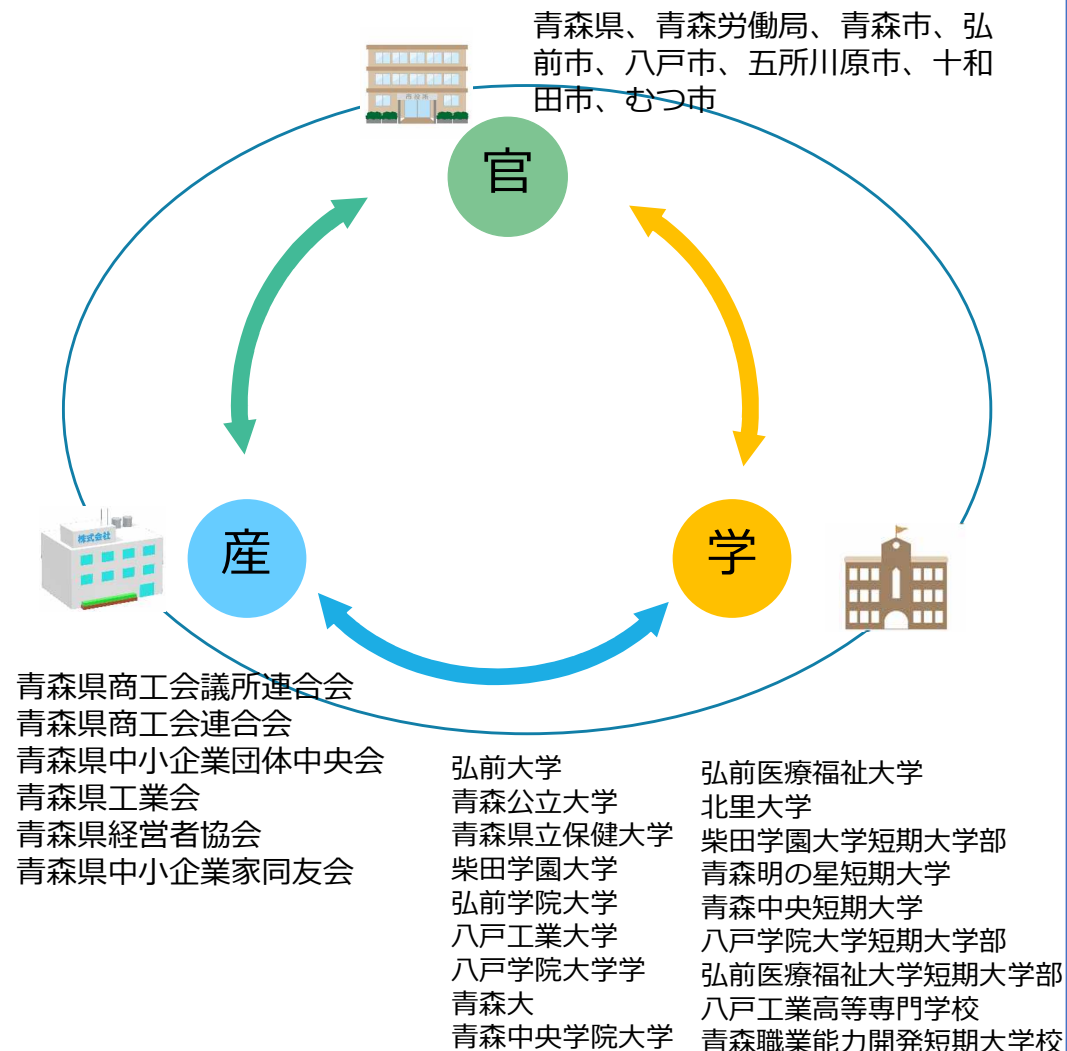 青森県、青森労働局、青森市、弘
前市、八戸市、五所川原市、十和
田市、むつ市
官
産
学
株式会社
青森県商工会議所連合会
青森県商工会連合会
青森県中小企業団体中央会
青森県工業会
青森県経営者協会
青森県中小企業家同友会
弘前大学
青森公立大学
青森県立保健大学
柴田学園大学
弘前学院大学
八戸工業大学
八戸学院大学学
青森大
青森中央学院大学
弘前医療福祉大学
北里大学
柴田学園大学短期大学部
青森明の星短期大学
青森中央短期大学
八戸学院大学短期大学部
弘前医療福祉大学短期大学部
八戸工業高等専門学校
青森職業能力開発短期大学校